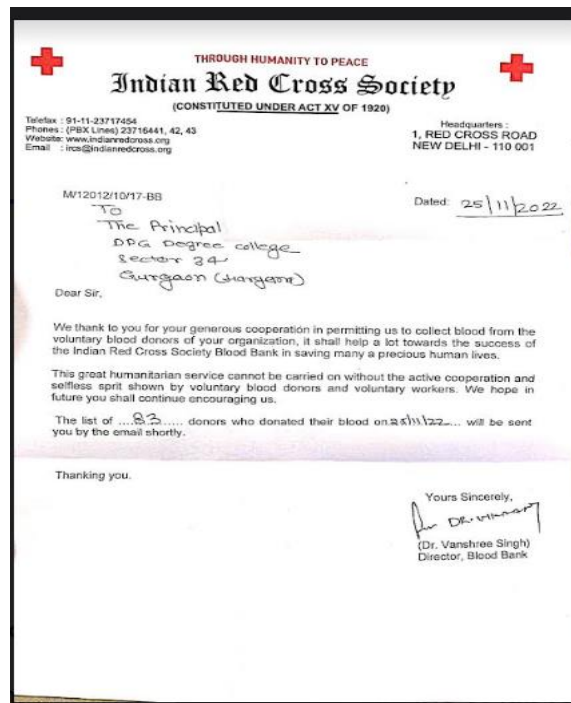 THROUGH HUMANITY TO PEACE
Indian Red Cross Society
(CONSTITUTED UNDER ACT XV OF 1920)
Telefax : 91-11-23717454
Phones : (PBX Lines) 23716441, 42, 43
Website: www.indianredcross.org
Email : ircs@indianredcross.org
Headquarters :
1, RED CROSS ROAD
NEW DELHI - 110 001
M/12012/10/17-BB
Dated: 25/11/2022
To
The Principal
DPG Degree college
Sector 34
Gurgaon (Haryana)
Dear Sir,
We thank to you for your generous cooperation in permitting us to collect blood from the
voluntary blood donors of your organization, it shall help a lot towards the success of
the Indian Red Cross Society Blood Bank in saving many a precious human lives.
This great humanitarian service cannot be carried on without the active cooperation and
selfless sprit shown by voluntary blood donors and voluntary workers. We hope in
future you shall continue encouraging us.
The list of ....83..... donors who donated their blood on 25/11/22.... will be sent
you by the email shortly.
Thanking you.
Yours Sincerely,
(Dr. Vanshree Singh)
Director, Blood Bank